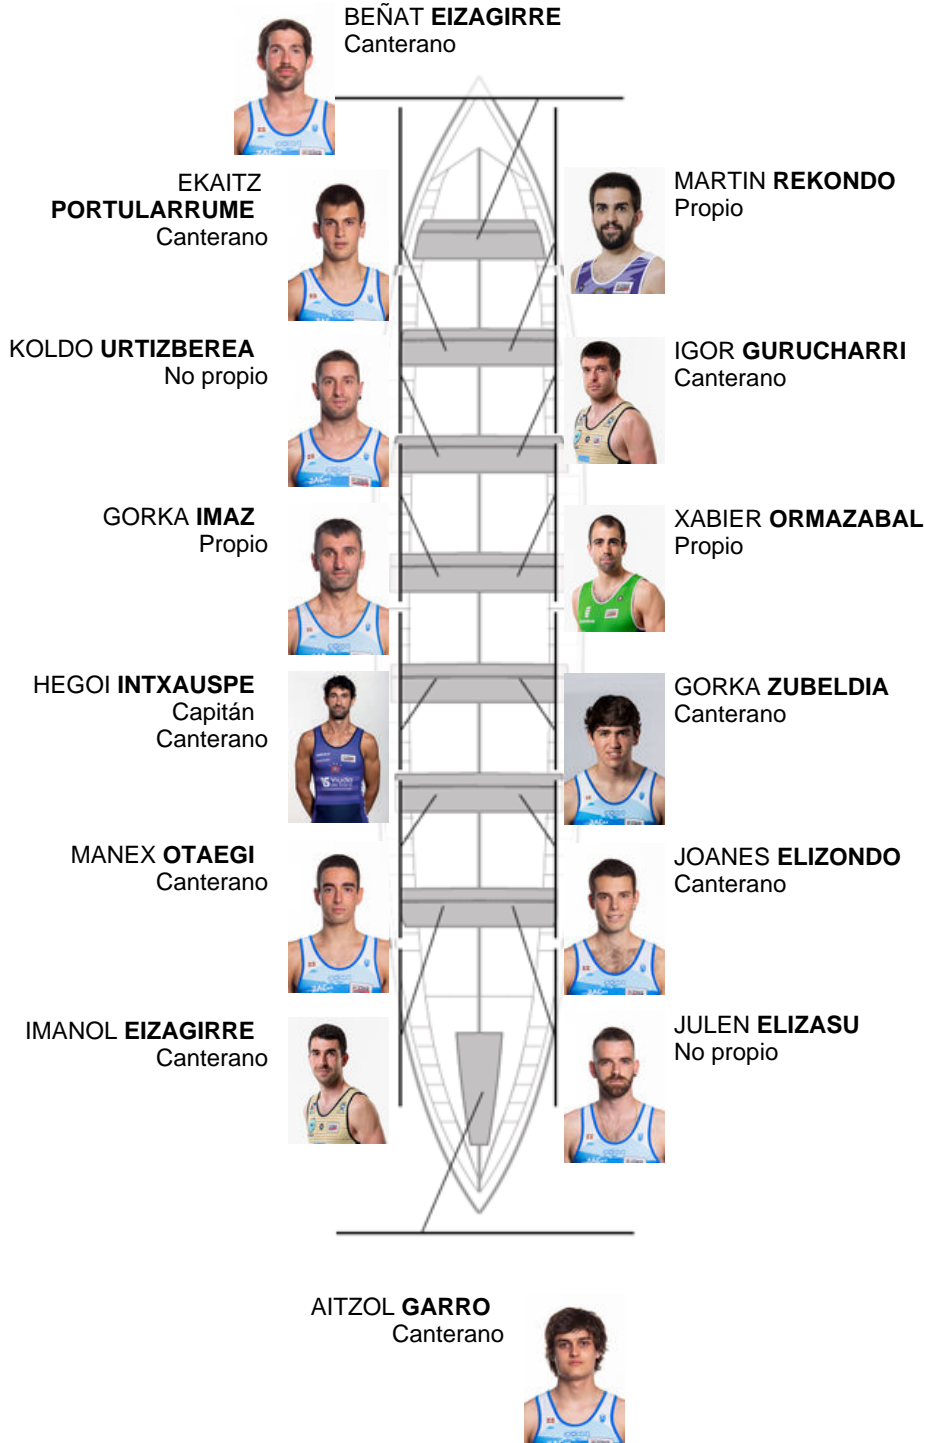 BEÑAT EIZAGIRRE
Canterano
EKAITZ
PORTULARRUME
Canterano
MARTIN REKONDO
Propio
KOLDO URTIZBEREA
No propio
IGOR GURUCHARRI
Canterano
GORKA IMAZ
Propio
XABIER ORMAZABAL
Propio
HEGOI INTXAUSPE
Capitán
Canterano
GORKA ZUBELDIA
Canterano
MANEX OTAEGI
Canterano
JOANES ELIZONDO
Canterano
IMANOL EIZAGIRRE
Canterano
JULEN ELIZASU
No propio
AITZOL GARRO
Canterano